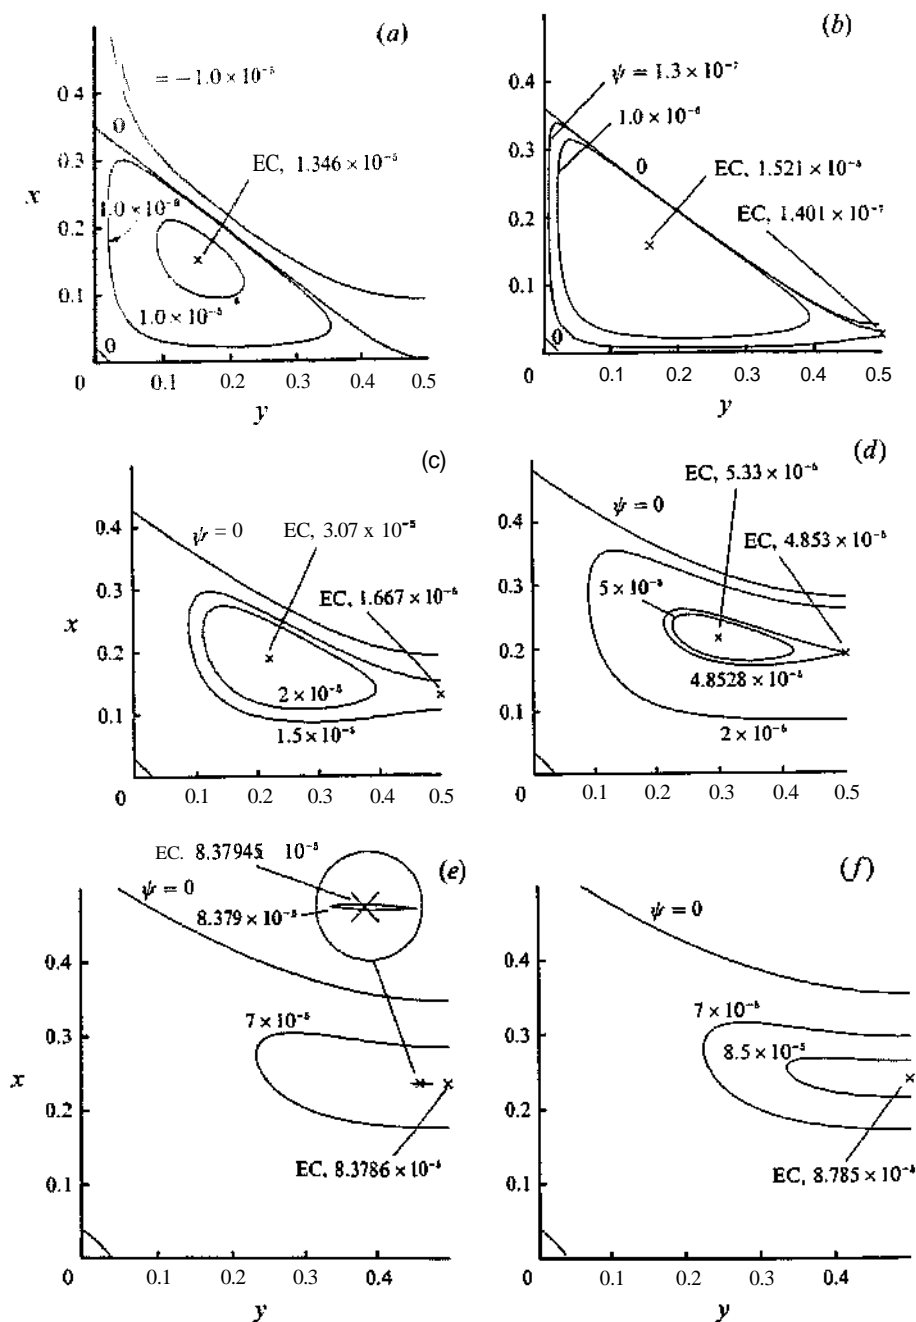 (a)
= −1.0 × 10⁻⁵
0.4
0
EC, 1.346 × 10⁻⁵
0.3
x
1.0 × 10⁻⁶
0.2
0.1
1.0 × 10⁻⁵
0
0 0.1 0.2 0.3 0.4 0.5
y
(b)
ψ = 1.3 × 10⁻⁷
0.4
1.0 × 10⁻⁶
0
0.3
EC, 1.521 × 10⁻⁵
EC, 1.401 × 10⁻⁷
x
0.2
0.1
0
0.1 0.2 0.3 0.4 0.5
y
(c)
0.4
ψ = 0
EC, 3.07 x 10⁻⁵
0.3
EC, 1.667 × 10⁻⁵
x
0.2
2 × 10⁻⁵
0.1
1.5 × 10⁻⁵
0 0.1 0.2 0.3 0.4 0.5
(d)
EC, 5.33 × 10⁻⁵
0.4
ψ = 0
EC, 4.853 × 10⁻⁵
0.3
5 × 10⁻⁵
0.2
4.8528 × 10⁻⁵
0.1
2 × 10⁻⁵
0 0.1 0.2 0.3 0.4 0.5
EC. 8.37945x 10⁻⁵
(e)
ψ = 0
8.379 × 10⁻⁵
0.4
7 × 10⁻⁵
0.3
x
0.2
EC, 8.3786 × 10⁻⁵
0.1
0 0.1 0.2 0.3 0.4
y
(f)
ψ = 0
0.4
7 × 10⁻⁵
0.3
8.5 × 10⁻⁵
0.2
EC, 8.785 × 10⁻⁵
0.1
0 0.1 0.2 0.3 0.4
y